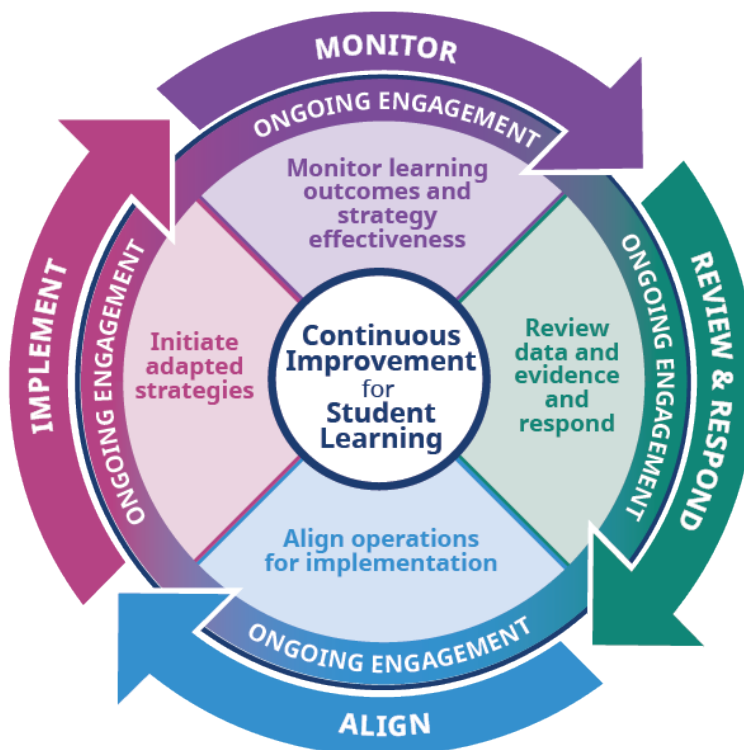 MONITOR
ONGOING ENGAGEMENT
Monitor learning
outcomes and
strategy
effectiveness
REVIEW & RESPOND
ONGOING ENGAGEMENT
Review
data and
evidence
and
respond
ALIGN
ONGOING ENGAGEMENT
Align operations
for implementation
IMPLEMENT
ONGOING ENGAGEMENT
Initiate
adapted
strategies
Continuous
Improvement
for
Student
Learning